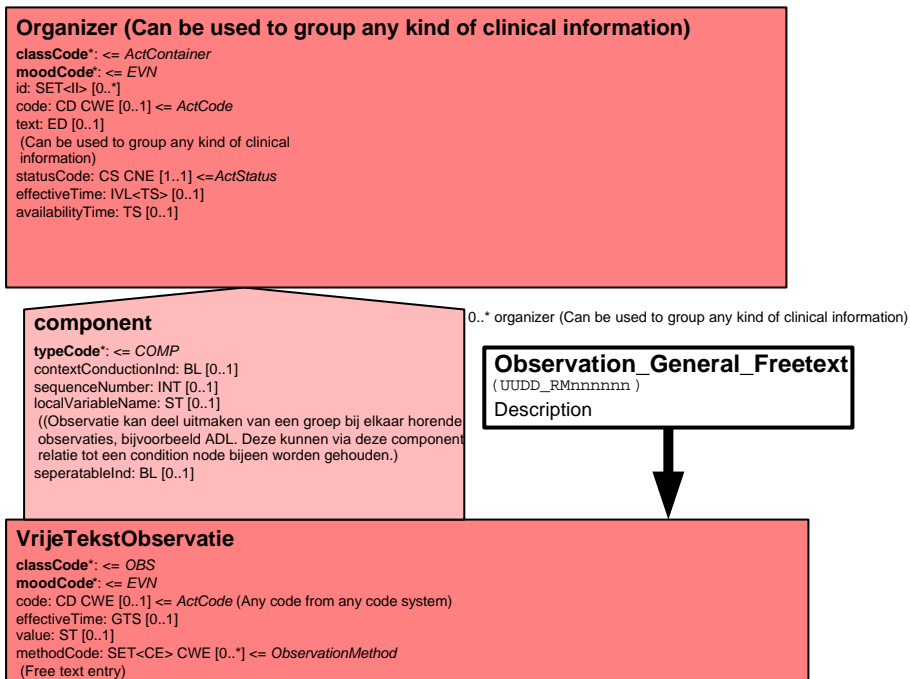 Organizer (Can be used to group any kind of clinical information)
classCode*: <= ActContainer
moodCode*: <= EVN
id: SET<II> [0..*]
code: CD CWE [0..1] <= ActCode
text: ED [0..1]
(Can be used to group any kind of clinical
information)
statusCode: CS CNE [1..1] <=ActStatus
effectiveTime: IVL<TS> [0..1]
availabilityTime: TS [0..1]
0..* organizer (Can be used to group any kind of clinical information)
component
typeCode*: <= COMP
contextConductionInd: BL [0..1]
sequenceNumber: INT [0..1]
localVariableName: ST [0..1]
((Observatie kan deel uitmaken van een groep bij elkaar horende
observaties, bijvoorbeeld ADL. Deze kunnen via deze component
relatie tot een condition node bijeen worden gehouden.)
seperatableInd: BL [0..1]
Observation_General_Freetext
(UUDD_RMnnnnnn )
Description
VrijeTekstObservatie
classCode*: <= OBS
moodCode*: <= EVN
code: CD CWE [0..1] <= ActCode (Any code from any code system)
effectiveTime: GTS [0..1]
value: ST [0..1]
methodCode: SET<CE> CWE [0..*] <= ObservationMethod
(Free text entry)